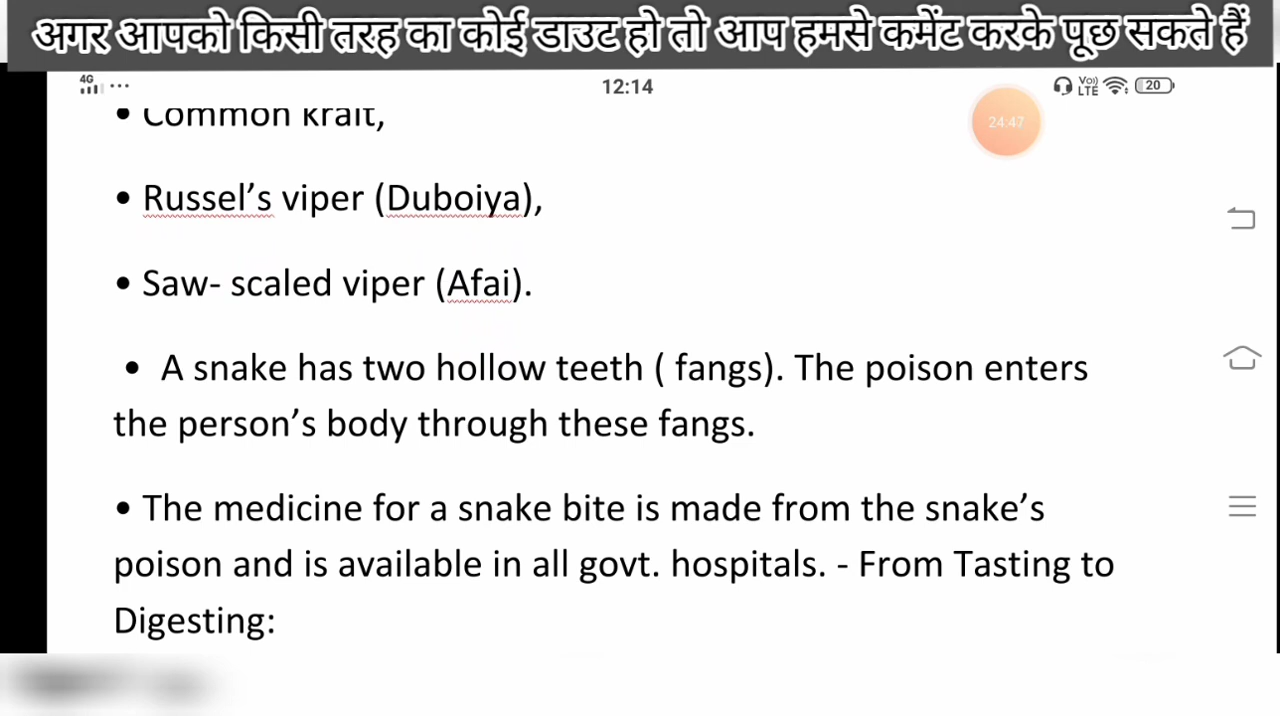 अगर आपको किसी तरह का कोई डाउट हो तो आप हमसे कमेंट करके पूछ सकते हैं
4G
12:14
Vo)
LTE
20
24:47
• Common krait,
• Russel’s viper (Duboiya),
• Saw- scaled viper (Afai).
• A snake has two hollow teeth ( fangs). The poison enters
the person’s body through these fangs.
• The medicine for a snake bite is made from the snake’s
poison and is available in all govt. hospitals. - From Tasting to
Digesting: